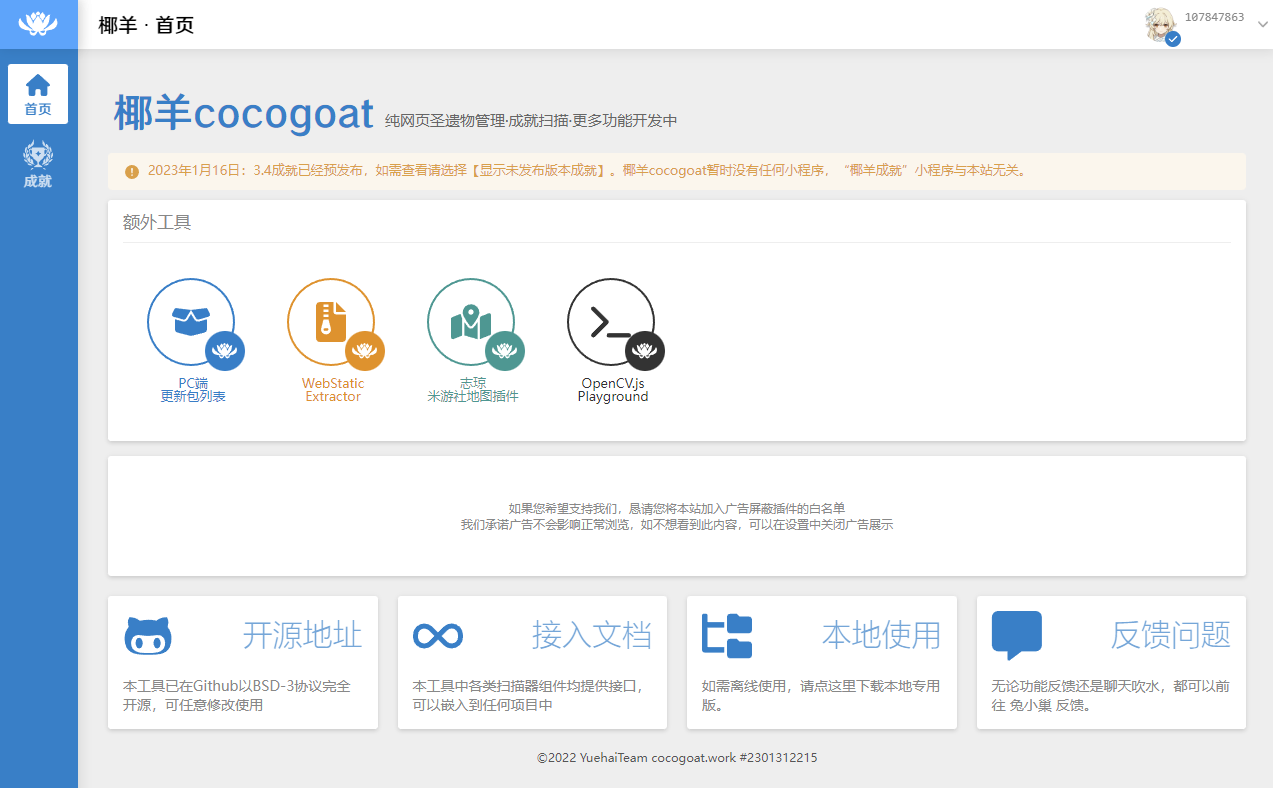 椰羊 · 首页
107847863
首页
成就
椰羊cocogoat 纯网页圣遗物管理·成就扫描·更多功能开发中
2023年1月16日：3.4成就已经预发布，如需查看请选择【显示未发布版本成就】。椰羊cocogoat暂时没有任何小程序，“椰羊成就”小程序与本站无关。
额外工具
PC端
更新包列表
WebStatic
Extractor
志琼
米游社地图插件
OpenCV.js
Playground
如果您希望支持我们，恳请您将本站加入广告屏蔽插件的白名单
我们承诺广告不会影响正常浏览，如不想看到此内容，可以在设置中关闭广告展示
开源地址
本工具已在Github以BSD-3协议完全
开源，可任意修改使用
接入文档
本工具中各类扫描器组件均提供接口，
可以嵌入到任何项目中
本地使用
如需离线使用，请点这里下载本地专用
版。
反馈问题
无论功能反馈还是聊天吹水，都可以前
往 兔小巢 反馈。
©2022 YuehaiTeam cocogoat.work #2301312215